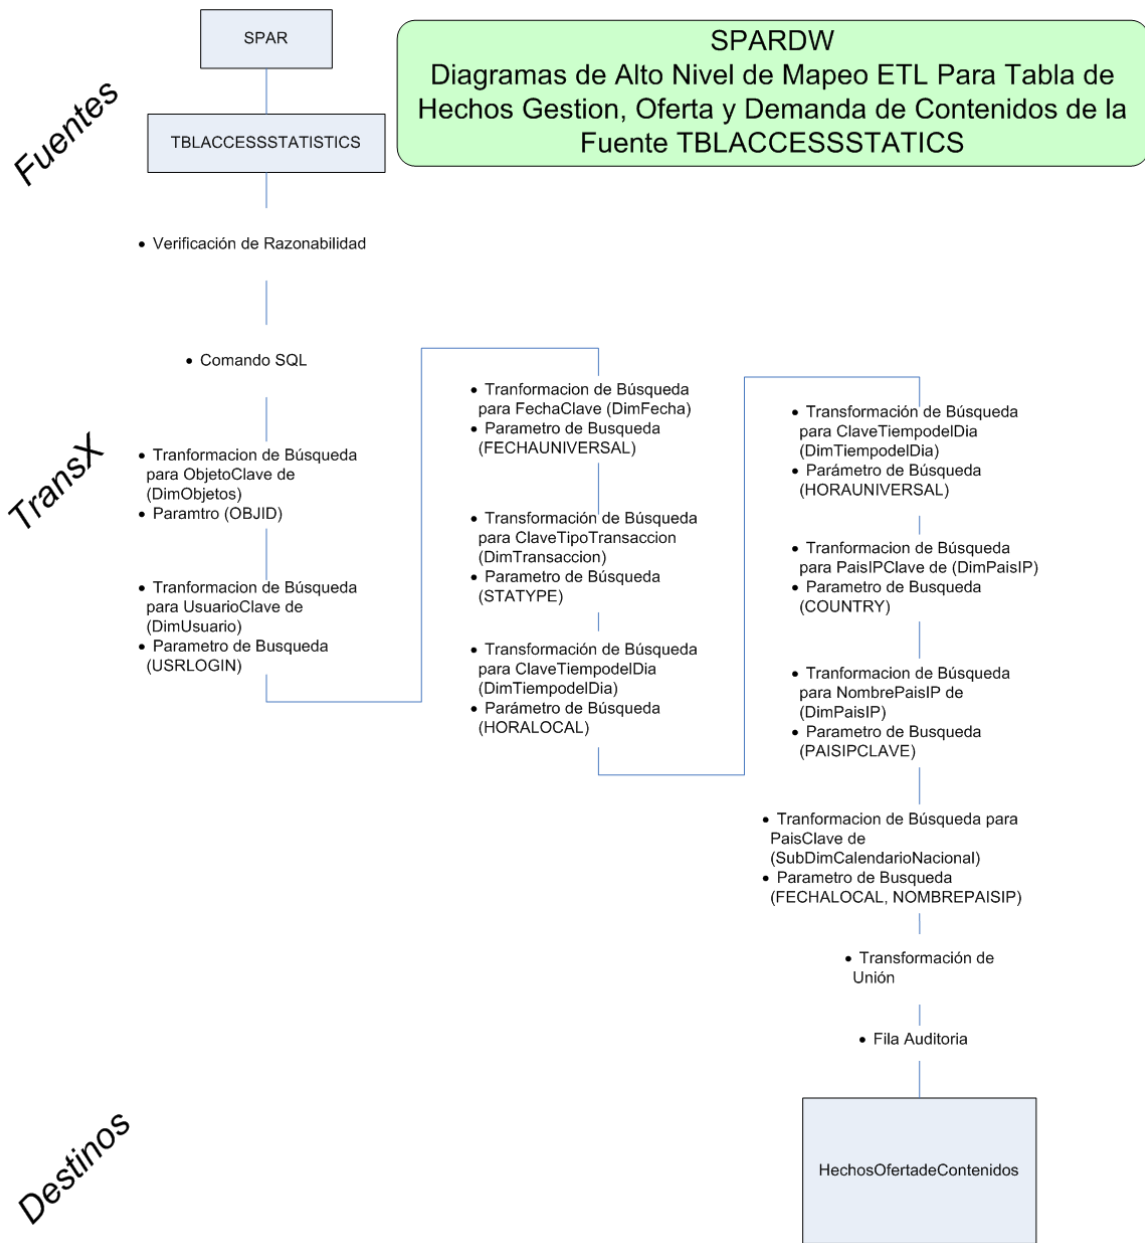 SPAR
SPARDW
Diagramas de Alto Nivel de Mapeo ETL Para Tabla de
Hechos Gestion, Oferta y Demanda de Contenidos de la
Fuente TBLACCESSSTATICS
Fuentes
TBLACCESSSTATISTICS
• Verificación de Razonabilidad
• Comando SQL
TransX
• Tranformacion de Búsqueda
para ObjetoClave de
(DimObjetos)
• Paramtro (OBJID)
• Tranformacion de Búsqueda
para UsuarioClave de
(DimUsuario)
• Parametro de Busqueda
(USRLOGIN)
• Tranformacion de Búsqueda
para FechaClave (DimFecha)
• Parametro de Busqueda
(FECHAUNIVERSAL)
• Transformación de Búsqueda
para ClaveTipoTransaccion
(DimTransaccion)
• Parametro de Búsqueda
(STATYPE)
• Transformación de Búsqueda
para ClaveTiempodelDia
(DimTiempodelDia)
• Parámetro de Búsqueda
(HORALOCAL)
• Transformación de Búsqueda
para ClaveTiempodelDia
(DimTiempodelDia)
• Parámetro de Búsqueda
(HORAUNIVERSAL)
• Tranformacion de Búsqueda
para PaisIPClave de (DimPaisIP)
• Parametro de Busqueda
(COUNTRY)
• Tranformacion de Búsqueda
para NombrePaisIP de
(DimPaisIP)
• Parametro de Busqueda
(PAISIPCLAVE)
• Tranformacion de Búsqueda para
PaisClave de
(SubDimCalendarioNacional)
• Parametro de Busqueda
(FECHALOCAL, NOMBREPAISIP)
• Transformación de
Unión
• Fila Auditoria
Destinos
HechosOfertadeContenidos